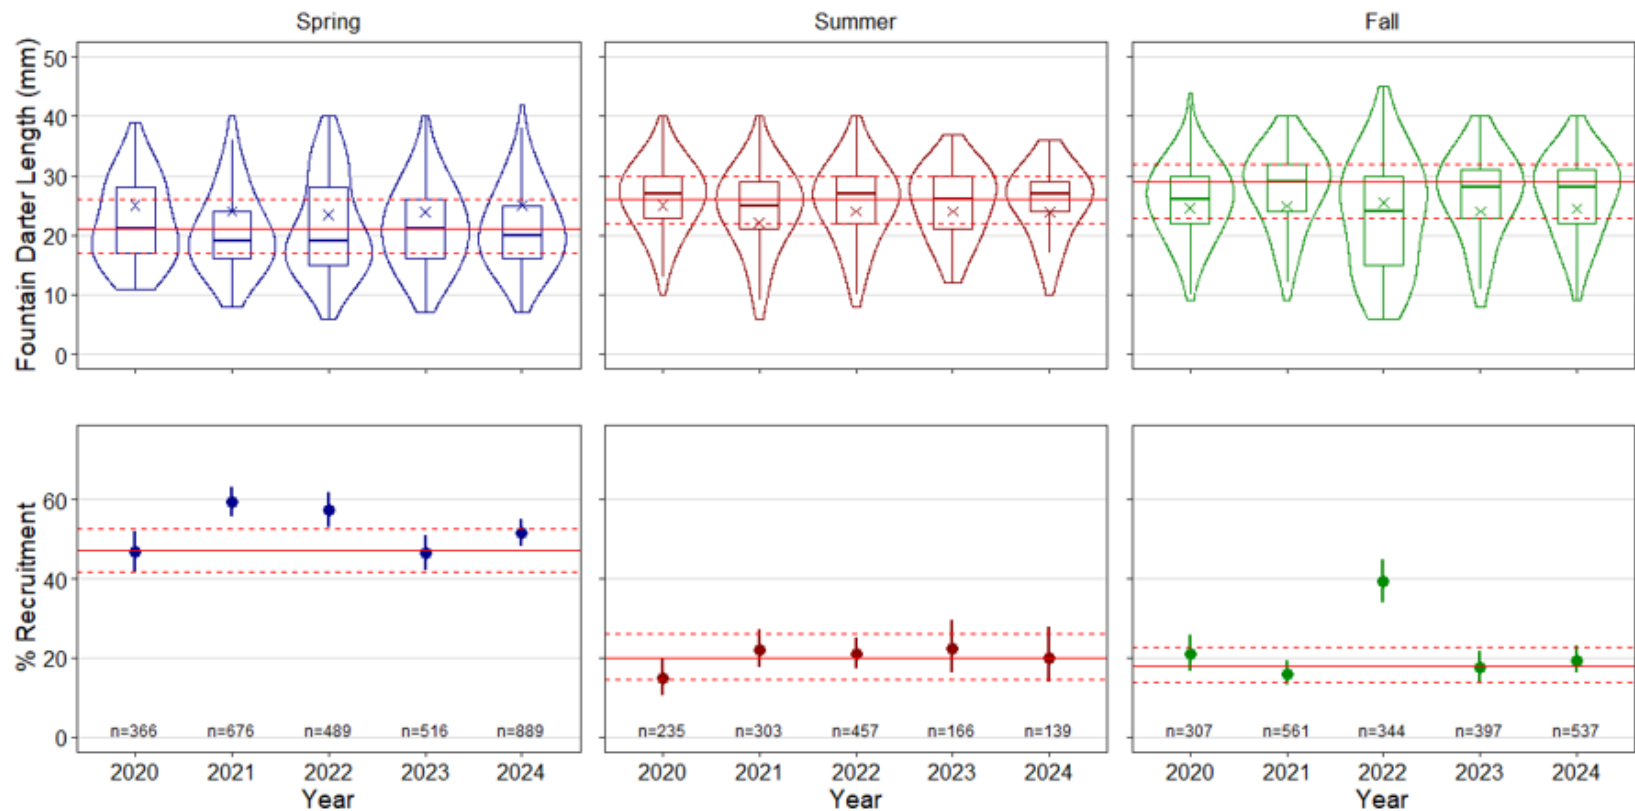 Spring Summer Fall
Fountain Darter Length (mm)
50
40
30
20
10
0
% Recruitment
60
40
20
0
n=366 n=676 n=489 n=516 n=889 n=235 n=303 n=457 n=166 n=139 n=307 n=561 n=344 n=397 n=537
2020 2021 2022 2023 2024 2020 2021 2022 2023 2024 2020 2021 2022 2023 2024
Year Year Year